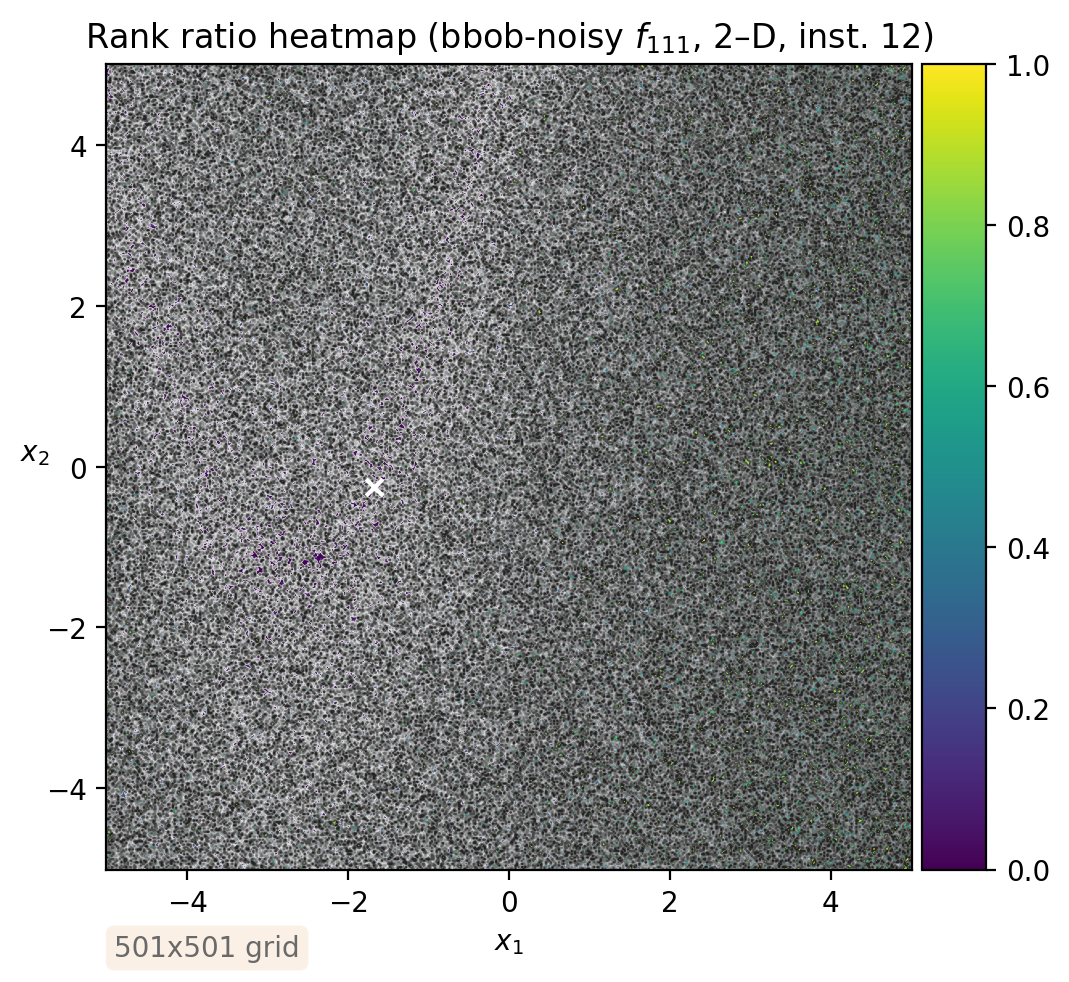 Rank ratio heatmap (bbob-noisy f₁₁₁, 2–D, inst. 12)
1.0
0.8
0.6
0.4
0.2
0.0
4
2
0
−2
−4
x₂
−4 −2 0 2 4
x₁
501x501 grid